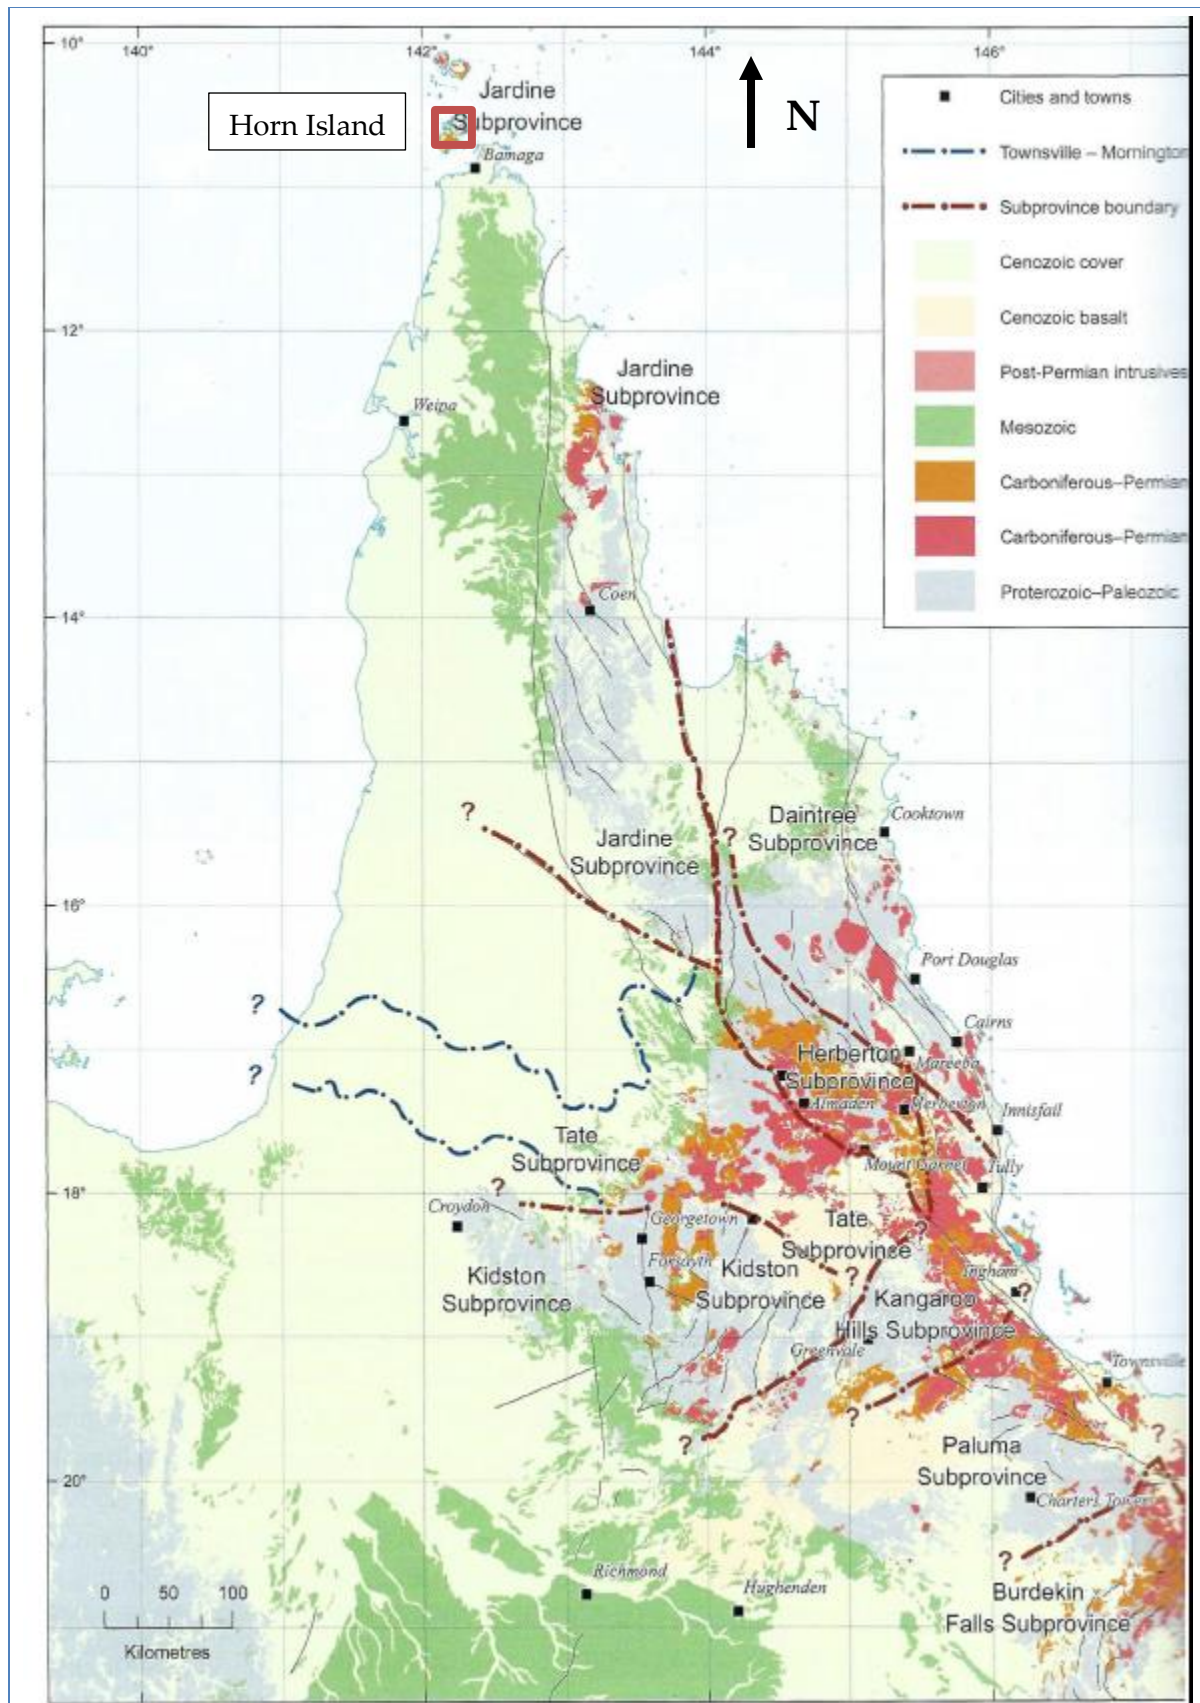 10°
140°
142°
144°
146°
Horn Island
Jardine
Subprovince
Bamaga
N
Cities and towns
Townsville – Mornington
Subprovince boundary
Cenozoic cover
Cenozoic basalt
Post-Permian intrusives
Mesozoic
Carboniferous–Permian
Carboniferous–Permian
Proterozoic–Paleozoic
12°
Jardine
Subprovince
Weipa
Coen
14°
?
Jardine
Subprovince
?
Daintree
Subprovince
Cooktown
16°
Port Douglas
?
Cairns
Herberton
Subprovince
Mareeba
?
Almaden
Herberton
Innisfail
Tate
Subprovince
Mount Garnet
Tully
18°
?
Croydon
Georgetown
Tate
Subprovince
?
Forsayth
Kidston
Subprovince
Kidston
Subprovince
?
Ingham
?
Kangaroo
Hills Subprovince
Greenvale
Townsville
?
?
?
Paluma
Subprovince
20°
Charters Towers
?
Richmond
Hughenden
Burdekin
Falls Subprovince
0 50 100
Kilometres